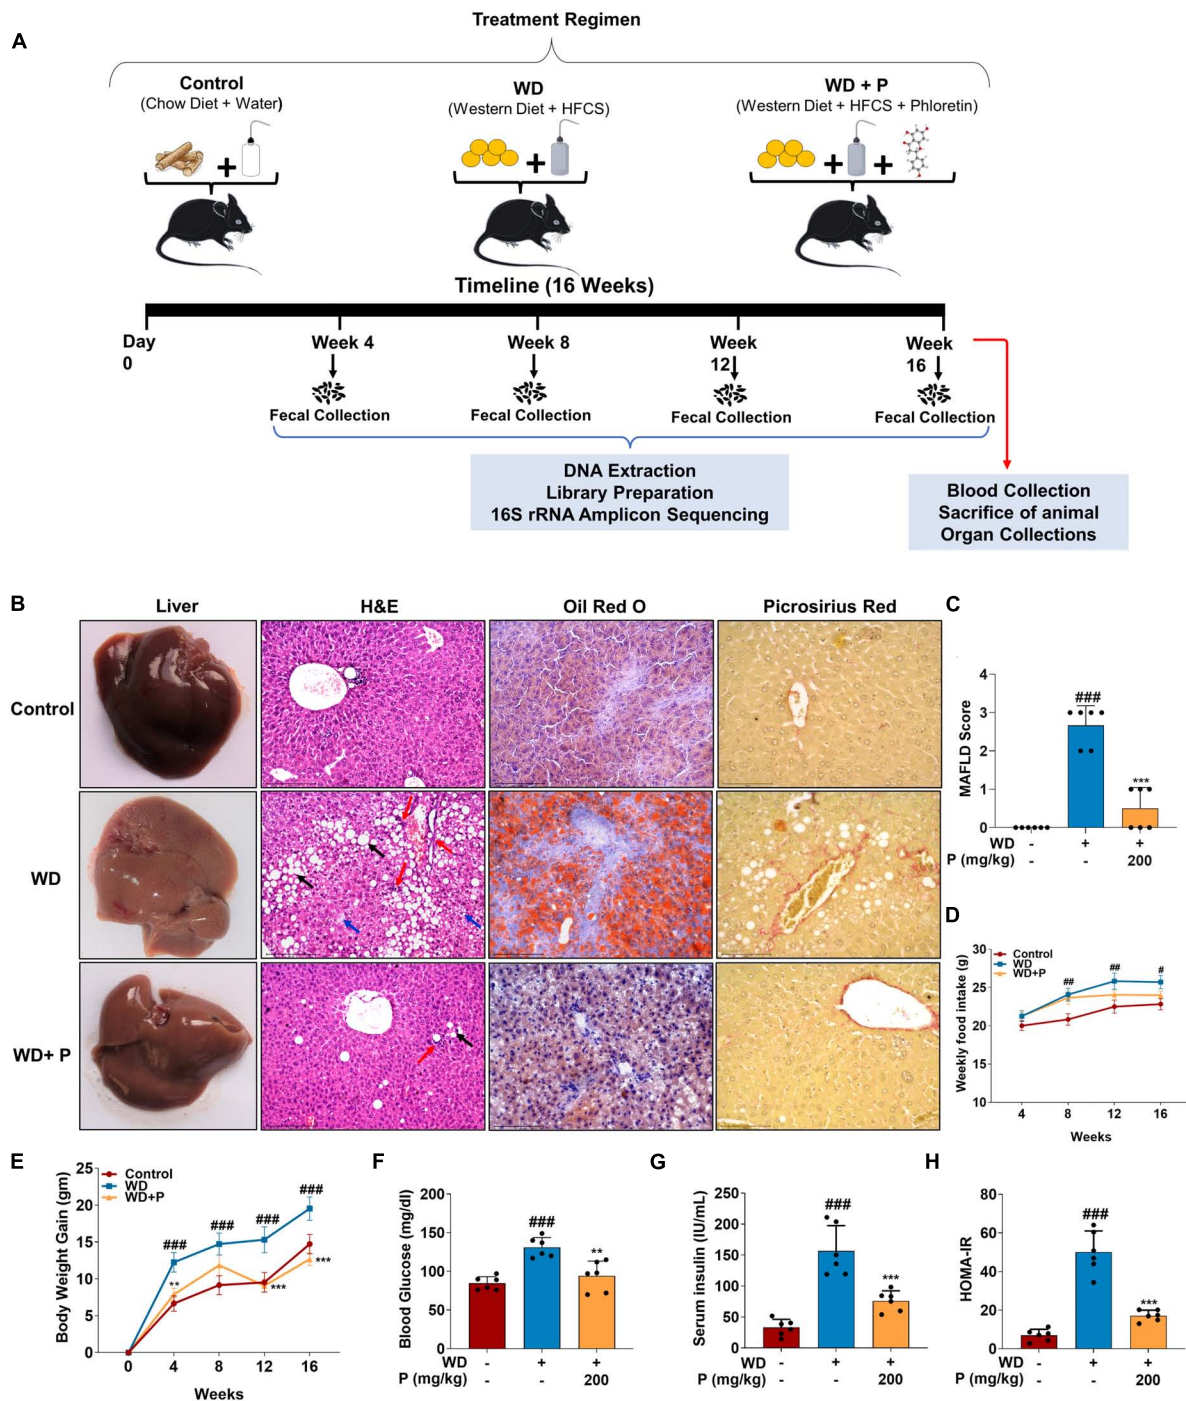 A
Treatment Regimen
Control
(Chow Diet + Water)
WD
(Western Diet + HFCS)
WD + P
(Western Diet + HFCS + Phloretin)
+
+
+ +
Timeline (16 Weeks)
Day
0
Week 4
Week 8
Week
12
Week
16
Fecal Collection
Fecal Collection
Fecal Collection
Fecal Collection
DNA Extraction
Library Preparation
16S rRNA Amplicon Sequencing
Blood Collection
Sacrifice of animal
Organ Collections
B
Liver
H&E
Oil Red O
Picrosirius Red
Control
WD
WD+ P
C
MAFLD Score
4
3
2
1
0
###
***
WD - + +
P (mg/kg) - - 200
D
Weekly food intake (g)
30
25
20
15
10
Control
WD
WD+P
## ## #
4 8 12 16
Weeks
E
Body Weight Gain (gm)
25
20
15
10
5
0
Control
WD
WD+P
### ### ### ###
** *** ***
0 4 8 12 16
Weeks
F
Blood Glucose (mg/dl)
200
150
100
50
0
###
**
WD - + +
P (mg/kg) - - 200
G
Serum insulin (IU/mL)
250
200
150
100
50
0
###
***
WD - + +
P (mg/kg) - - 200
H
HOMA-IR
80
60
40
20
0
###
***
WD - + +
P (mg/kg) - - 200